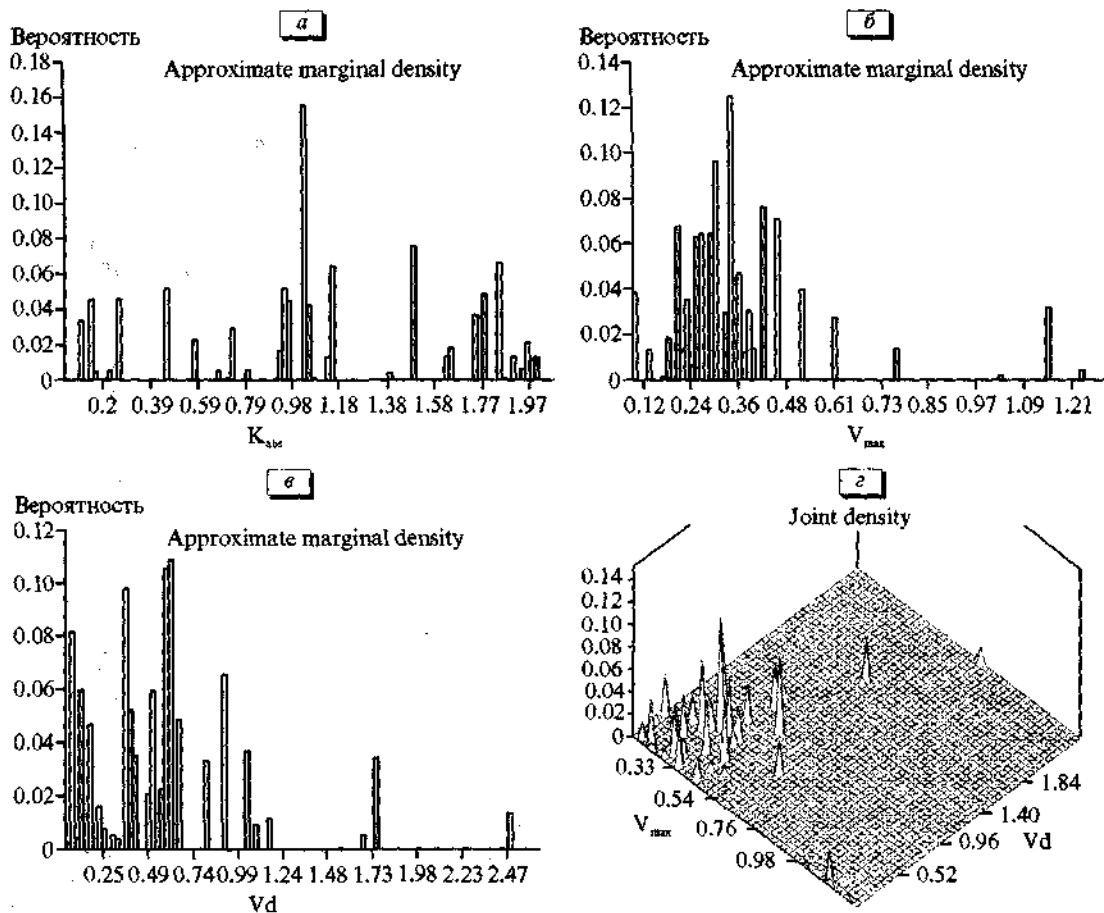 а
Вероятность
Approximate marginal density
0.18
0.16
0.14
0.12
0.10
0.08
0.06
0.04
0.02
0
0.2 0.39 0.59 0.79 0.98 1.18 1.38 1.58 1.77 1.97
K abs
б
Вероятность
Approximate marginal density
0.14
0.12
0.10
0.08
0.06
0.04
0.02
0
0.12 0.24 0.36 0.48 0.61 0.73 0.85 0.97 1.09 1.21
V max
в
Вероятность
Approximate marginal density
0.12
0.10
0.08
0.06
0.04
0.02
0
0.25 0.49 0.74 0.99 1.24 1.48 1.73 1.98 2.23 2.47
Vd
г
Joint density
0.14
0.12
0.10
0.08
0.06
0.04
0.02
0
0.33
0.54
V max
0.76
0.98
1.84
1.40
0.96
Vd
0.52